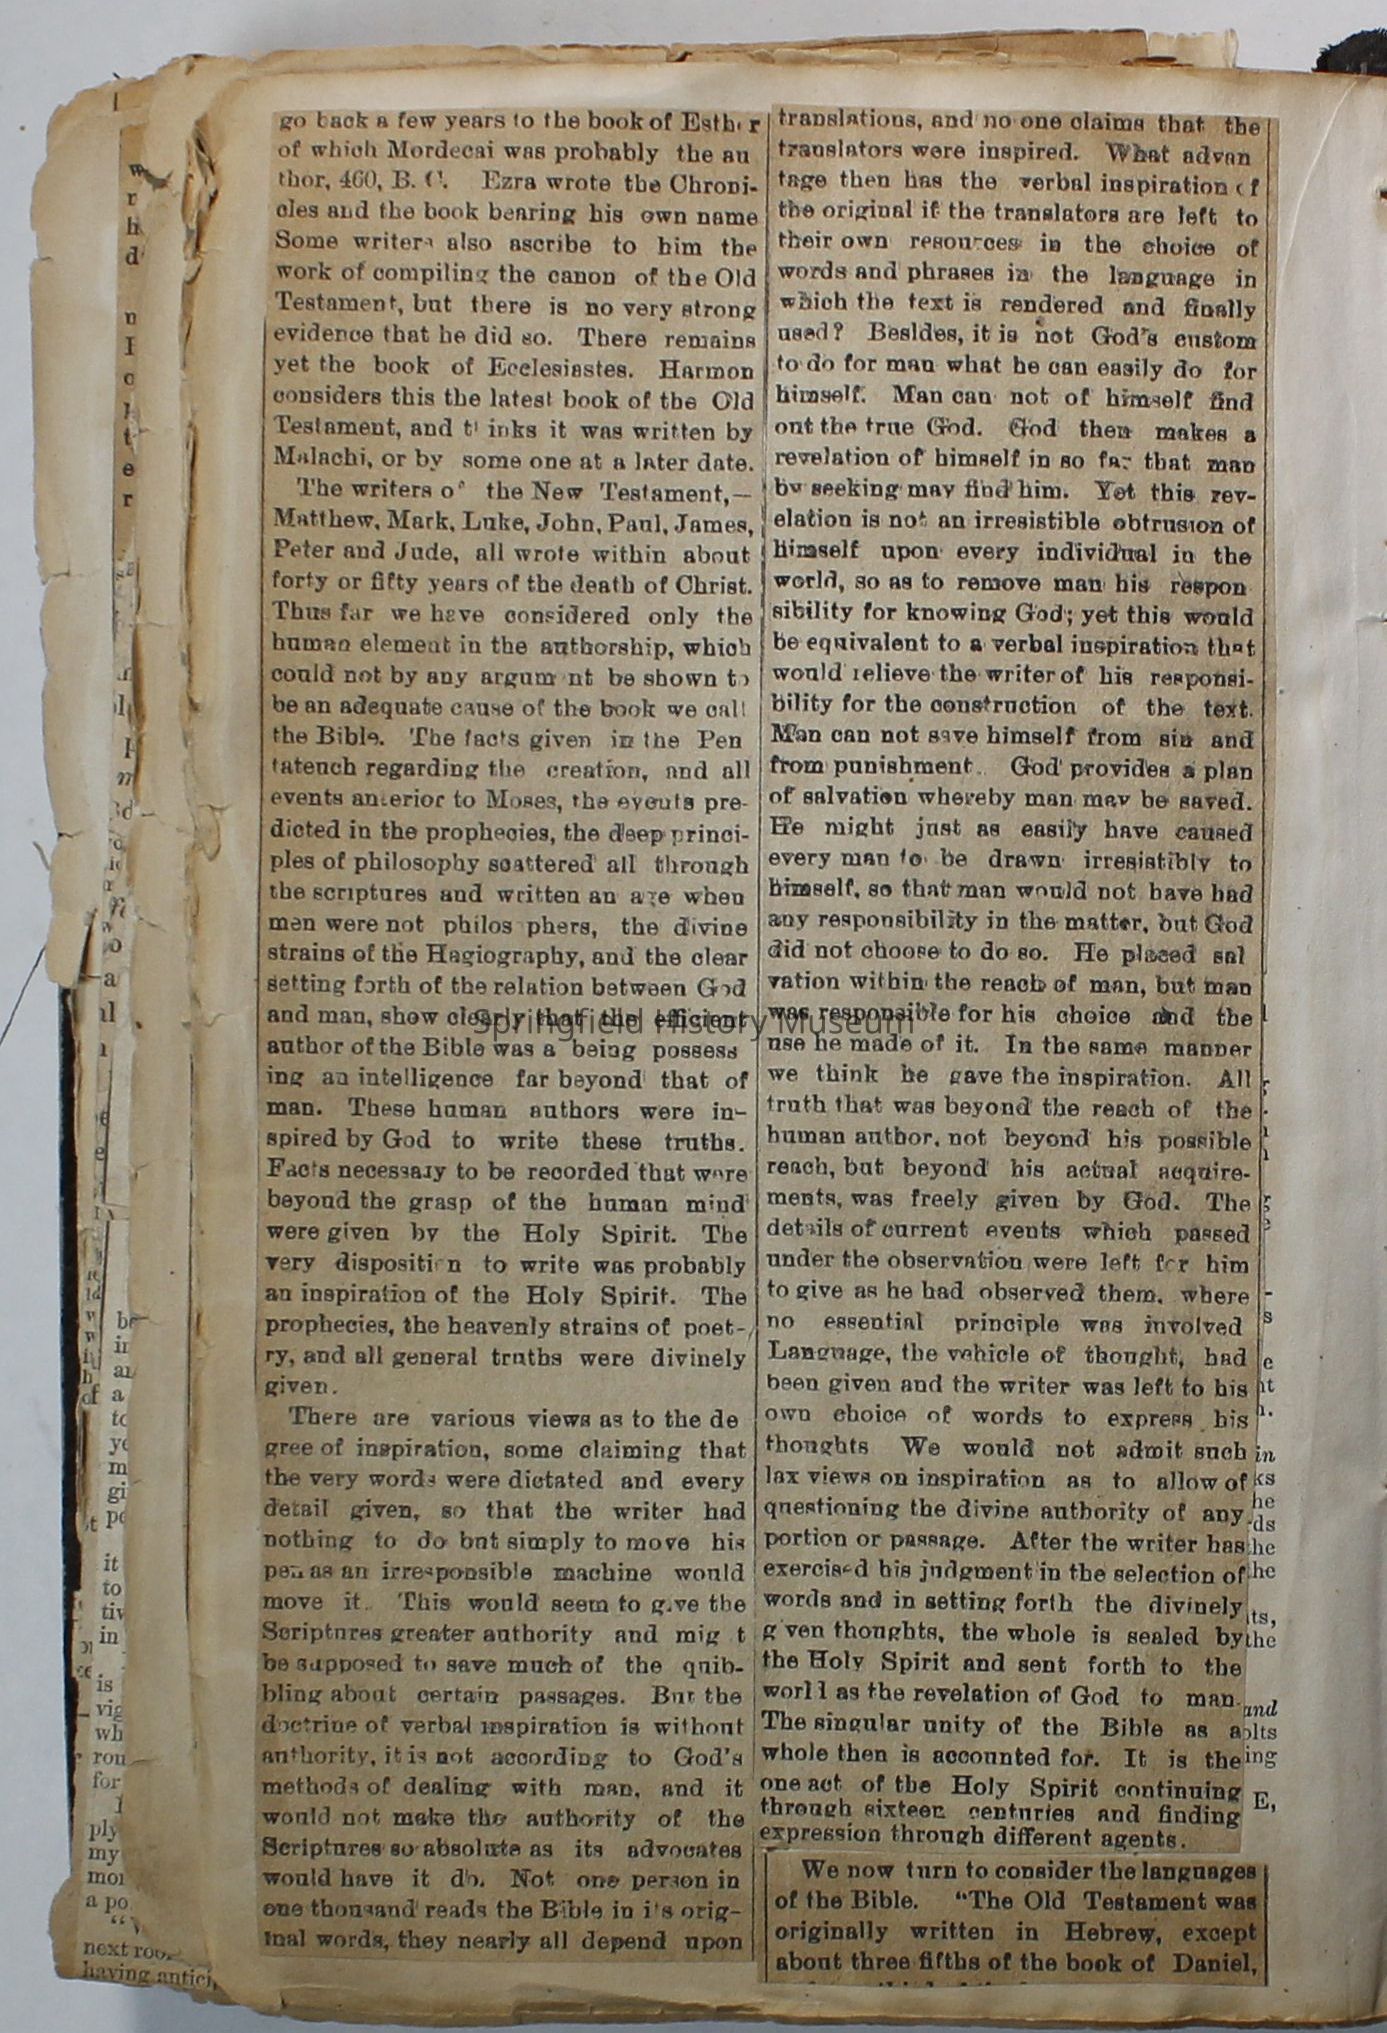 go back a few years to the book of Esther
of which Mordecai was probably the au
thor, 460, B. C. Ezra wrote the Chroni-
cles and the book bearing his own name
Some writers also ascribe to him the
work of compiling the canon of the Old
Testament, but there is no very strong
evidence that he did so. There remains
yet the book of Ecclesiastes. Harmon
considers this the latest book of the Old
Testament, and t' inks it was written by
Malachi, or by some one at a later date.
The writers of the New Testament,—
Matthew, Mark, Luke, John, Paul, James,
Peter and Jude, all wrote within about
forty or fifty years of the death of Christ.
Thus far we have considered only the
human element in the authorship, which
could not by any argum nt be shown to
be an adequate cause of the book we call
the Bible. The facts given in the Pen
tateuch regarding the creation, and all
events anterior to Moses, the events pre-
dicted in the prophecies, the deep princi-
ples of philosophy scattered all through
the scriptures and written an age when
men were not philos phers, the divine
strains of the Hagiography, and the clear
setting forth of the relation between God
and man, show clearly that the efficient
author of the Bible was a being possess
ing an intelligence far beyond that of
man. These human authors were in-
spired by God to write these truths.
Facts necessary to be recorded that were
beyond the grasp of the human mind
were given by the Holy Spirit. The
very disposition to write was probably
an inspiration of the Holy Spirit. The
prophecies, the heavenly strains of poet-
ry, and all general truths were divinely
given.
There are various views as to the de
gree of inspiration, some claiming that
the very words were dictated and every
detail given, so that the writer had
nothing to do but simply to move his
pen as an irresponsible machine would
move it. This would seem to give the
Scriptures greater authority and mig t
be supposed to save much of the quib-
bling about certain passages. But the
doctrine of verbal inspiration is without
authority, it is not according to God's
methods of dealing with man, and it
would not make the authority of the
Scriptures so absolute as its advocates
would have it do. Not one person in
one thousand reads the Bible in i's orig-
inal words, they nearly all depend upon
translations, and no one claims that the
translators were inspired. What advan
tage then has the verbal inspiration of
the original if the translators are left to
their own resources in the choice of
words and phrases in the language in
which the text is rendered and finally
used? Besides, it is not God's custom
to do for man what he can easily do for
himself. Man can not of himself find
out the true God. God then makes a
revelation of himself in so far that man
by seeking may find him. Yet this rev-
elation is not an irresistible obtrusion of
himself upon every individual in the
world, so as to remove man his respon
sibility for knowing God; yet this would
be equivalent to a verbal inspiration that
would relieve the writer of his responsi-
bility for the construction of the text.
Man can not save himself from sin and
from punishment. God provides a plan
of salvation whereby man may be saved.
He might just as easily have caused
every man to be drawn irresistibly to
himself, so that man would not have had
any responsibility in the matter, but God
did not choose to do so. He placed sal
vation within the reach of man, but man
was responsible for his choice and the
use he made of it. In the same manner
we think he gave the inspiration. All
truth that was beyond the reach of the
human author, not beyond his possible
reach, but beyond his actual acquire-
ments, was freely given by God. The
details of current events which passed
under the observation were left for him
to give as he had observed them, where
no essential principle was involved
Language, the vehicle of thought, had
been given and the writer was left to his
own choice of words to express his
thoughts We would not admit such
lax views on inspiration as to allow of
questioning the divine authority of any
portion or passage. After the writer has
exercised his judgment in the selection of
words and in setting forth the divinely
g ven thoughts, the whole is sealed by
the Holy Spirit and sent forth to the
world as the revelation of God to man.
The singular unity of the Bible as a
whole then is accounted for. It is the
one act of the Holy Spirit continuing
through sixteen centuries and finding
expression through different agents.
We now turn to consider the languages
of the Bible. "The Old Testament was
originally written in Hebrew, except
about three fifths of the book of Daniel,
Springfield History Museum
next roo
having antici